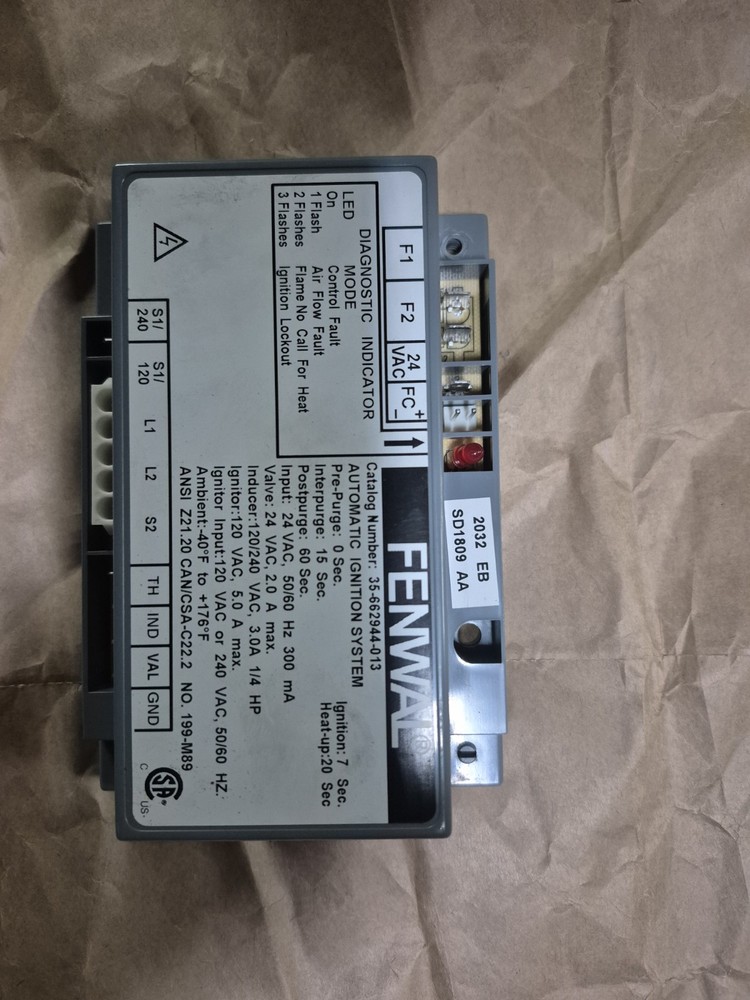 F1 F2 24 VAC FC + -
LED DIAGNOSTIC INDICATOR
LED MODE
On Control Fault
1 Flash Air Flow Fault
2 Flashes Flame No Call For Heat
3 Flashes Ignition Lockout
FENWAL®
Catalog Number: 35-662944-013
AUTOMATIC IGNITION SYSTEM
Pre-Purge: 0 Sec. Ignition: 7 Sec.
Interpurge: 15 Sec. Heat-up:20 Sec
Postpurge: 60 Sec.
Input: 24 VAC, 50/60 Hz 300 mA
Valve: 24 VAC, 2.0 A max.
Inducer:120/240 VAC, 3.0A 1/4 HP
Ignitor:120 VAC, 5.0 A max.
Ignitor Input:120 VAC or 240 VAC, 50/60 HZ.
Ambient:-40°F to +176°F
ANSI Z21.20 CAN/CSA-C22.2 NO. 199-M89
S1/240 S1/120 L1 L2 S2 TH IND VAL GND
C SA® US
2032 EB
SD1809 AA